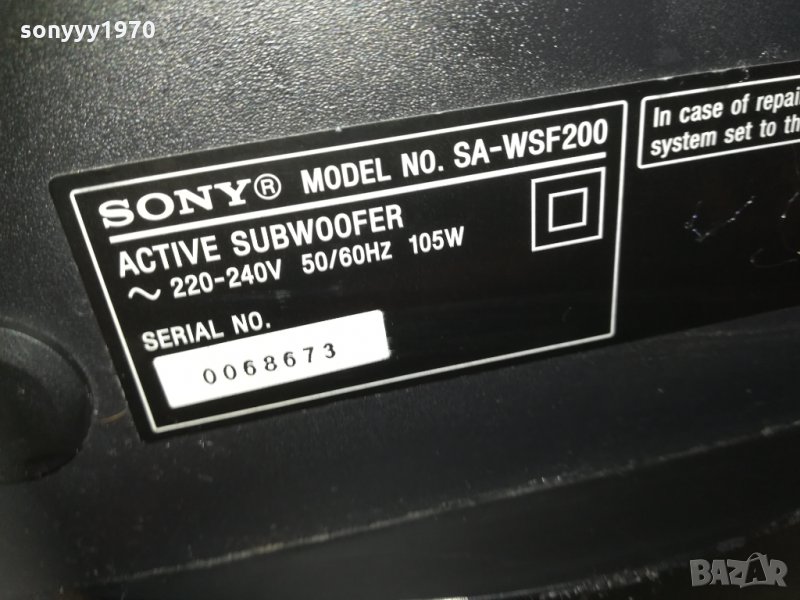 sonyyy1970
SONY® MODEL NO. SA-WSF200
ACTIVE SUBWOOFER
～ 220-240V 50/60HZ 105W
SERIAL NO.
0068673
In case of repai
system set to th
BAZAR